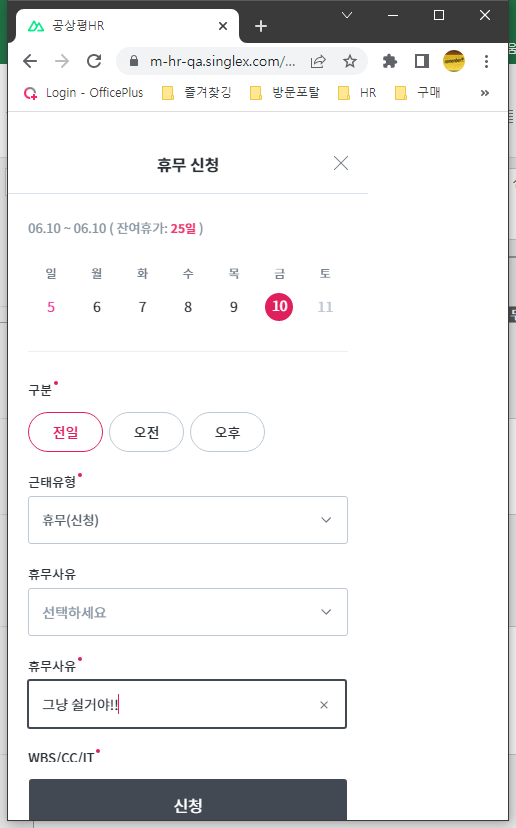 공상평HR
m-hr-qa.singlex.com/...
Login - OfficePlus 즐겨찾깅 방문포탈 HR 구매 »
휴무 신청
06.10 ~ 06.10 ( 잔여휴가: 25일 )
일 월 화 수 목 금 토
5 6 7 8 9 10 11
구분
전일 오전 오후
근태유형
휴무(신청)
휴무사유
선택하세요
휴무사유
그냥 쉴거야!!
WBS/CC/IT
신청